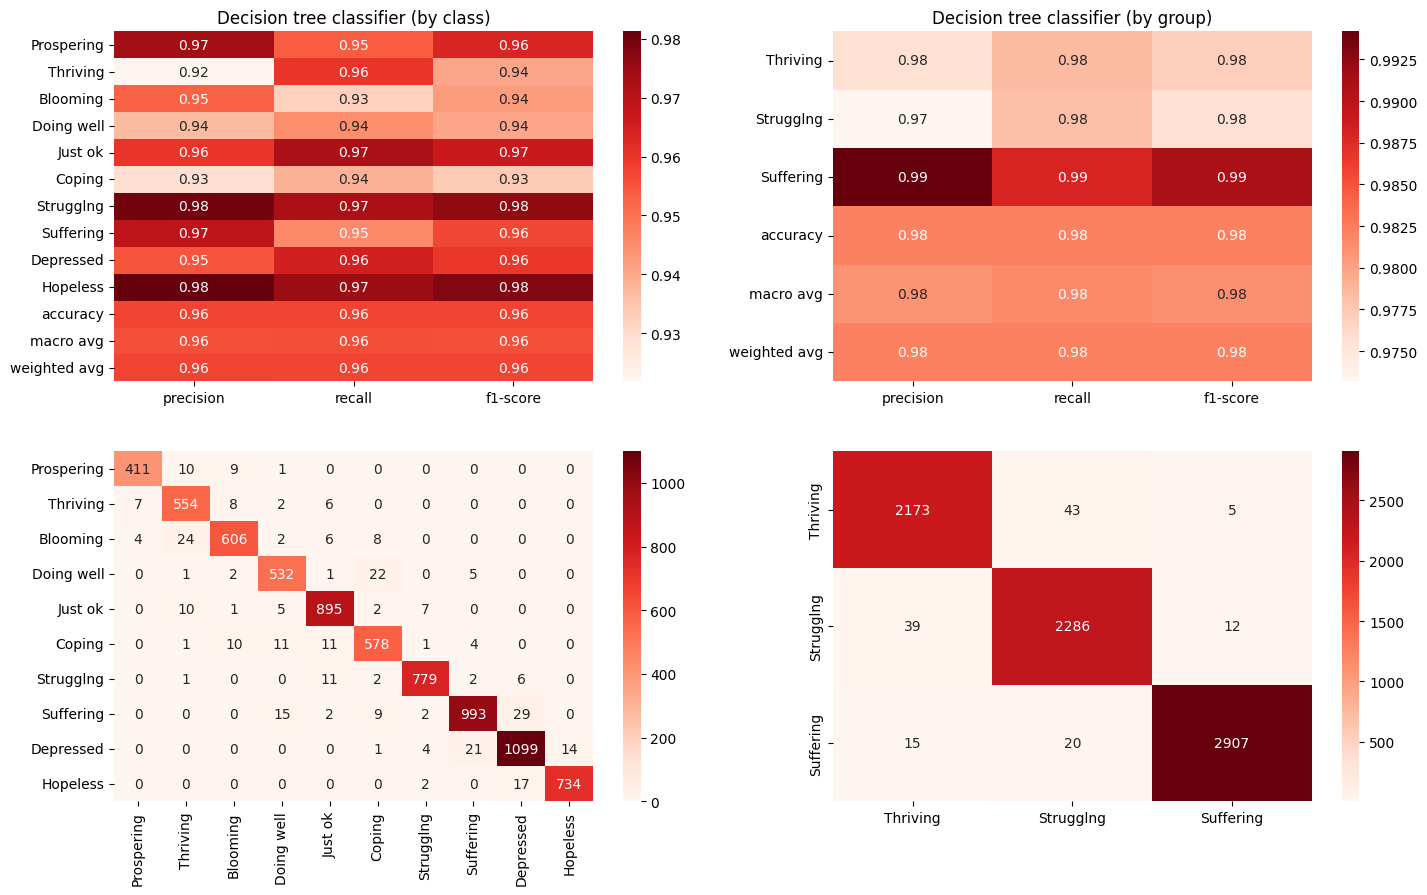 Decision tree classifier (by class)
Prospering 0.97 0.95 0.96
Thriving 0.92 0.96 0.94
Blooming 0.95 0.93 0.94
Doing well 0.94 0.94 0.94
Just ok 0.96 0.97 0.97
Coping 0.93 0.94 0.93
Strugglng 0.98 0.97 0.98
Suffering 0.97 0.95 0.96
Depressed 0.95 0.96 0.96
Hopeless 0.98 0.97 0.98
accuracy 0.96 0.96 0.96
macro avg 0.96 0.96 0.96
weighted avg 0.96 0.96 0.96
precision recall f1-score
0.98
0.97
0.96
0.95
0.94
0.93
Decision tree classifier (by group)
Thriving 0.98 0.98 0.98
Strugglng 0.97 0.98 0.98
Suffering 0.99 0.99 0.99
accuracy 0.98 0.98 0.98
macro avg 0.98 0.98 0.98
weighted avg 0.98 0.98 0.98
precision recall f1-score
0.9925
0.9900
0.9875
0.9850
0.9825
0.9800
0.9775
0.9750
Prospering 411 10 9 1 0 0 0 0 0 0
Thriving 7 554 8 2 6 0 0 0 0 0
Blooming 4 24 606 2 6 8 0 0 0 0
Doing well 0 1 2 532 1 22 0 5 0 0
Just ok 0 10 1 5 895 2 7 0 0 0
Coping 0 1 10 11 11 578 1 4 0 0
Strugglng 0 1 0 0 11 2 779 2 6 0
Suffering 0 0 0 15 2 9 2 993 29 0
Depressed 0 0 0 0 0 1 4 21 1099 14
Hopeless 0 0 0 0 0 0 2 0 17 734
Prospering Thriving Blooming Doing well Just ok Coping Strugglng Suffering Depressed Hopeless
1000
800
600
400
200
0
Thriving 2173 43 5
Strugglng 39 2286 12
Suffering 15 20 2907
Thriving Strugglng Suffering
2500
2000
1500
1000
500